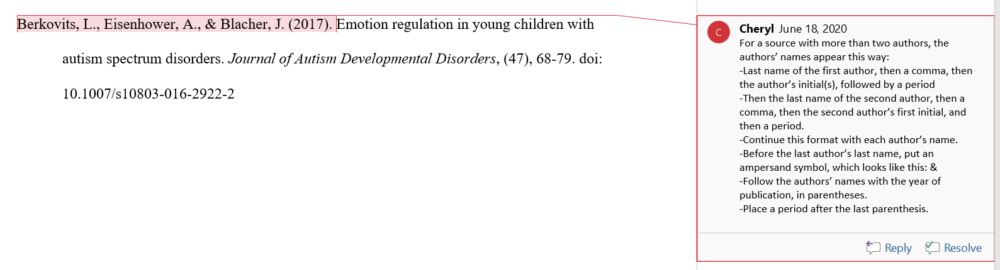 Berkovits, L., Eisenhower, A., & Blacher, J. (2017). Emotion regulation in young children with
autism spectrum disorders. Journal of Autism Developmental Disorders, (47), 68-79. doi:
10.1007/s10803-016-2922-2
C
Cheryl June 18, 2020
For a source with more than two authors, the
authors’ names appear this way:
-Last name of the first author, then a comma, then
the author’s initial(s), followed by a period
-Then the last name of the second author, then a
comma, then the second author’s first initial, and
then a period.
-Continue this format with each author’s name.
-Before the last author’s last name, put an
ampersand symbol, which looks like this: &
-Follow the authors’ names with the year of
publication, in parentheses.
-Place a period after the last parenthesis.
Reply Resolve